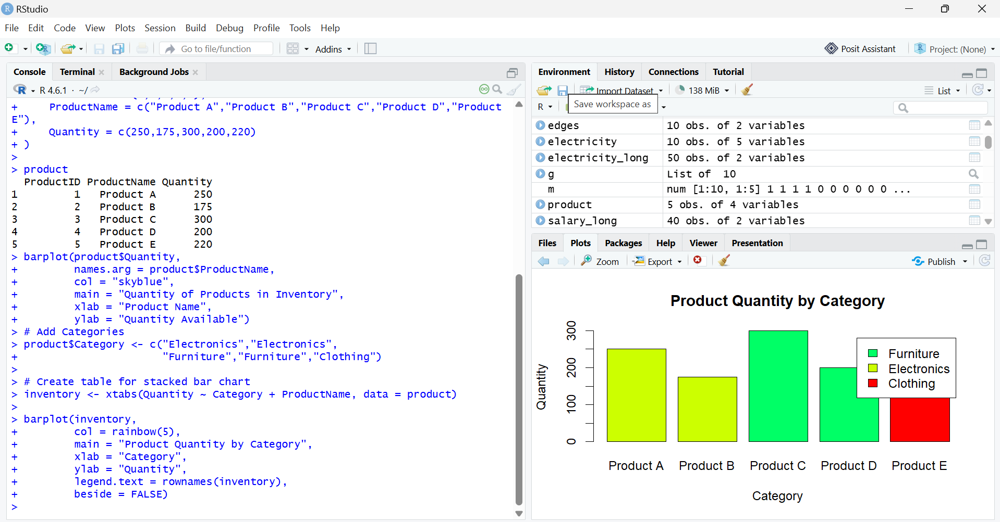 RStudio
File Edit Code View Plots Session Build Debug Profile Tools Help
Go to file/function Addins Posit Assistant Project: (None)
Console Terminal Background Jobs
R 4.6.1 · ~/
+     ProductName = c("Product A","Product B","Product C","Product D","Product
E"),
+     Quantity = c(250,175,300,200,220)
+ )
>
> product
  ProductID ProductName Quantity
1         1   Product A      250
2         2   Product B      175
3         3   Product C      300
4         4   Product D      200
5         5   Product E      220
> barplot(product$Quantity,
+         names.arg = product$ProductName,
+         col = "skyblue",
+         main = "Quantity of Products in Inventory",
+         xlab = "Product Name",
+         ylab = "Quantity Available")
> # Add Categories
> product$Category <- c("Electronics","Electronics",
+                       "Furniture","Furniture","Clothing")
>
> # Create table for stacked bar chart
> inventory <- xtabs(Quantity ~ Category + ProductName, data = product)
>
> barplot(inventory,
+         col = rainbow(5),
+         main = "Product Quantity by Category",
+         xlab = "Category",
+         ylab = "Quantity",
+         legend.text = rownames(inventory),
+         beside = FALSE)
>
Environment History Connections Tutorial
Import Dataset 138 MiB List
R Save workspace as
edges 10 obs. of 2 variables
electricity 10 obs. of 5 variables
electricity_long 50 obs. of 2 variables
g List of  10
m num [1:10, 1:5] 1 1 1 1 0 0 0 0 0 0 ...
product 5 obs. of 4 variables
salary_long 40 obs. of 2 variables
Files Plots Packages Help Viewer Presentation
Zoom Export Publish
Product Quantity by Category
Quantity
300
200
100
0
Furniture
Electronics
Clothing
Product A Product B Product C Product D Product E
Category